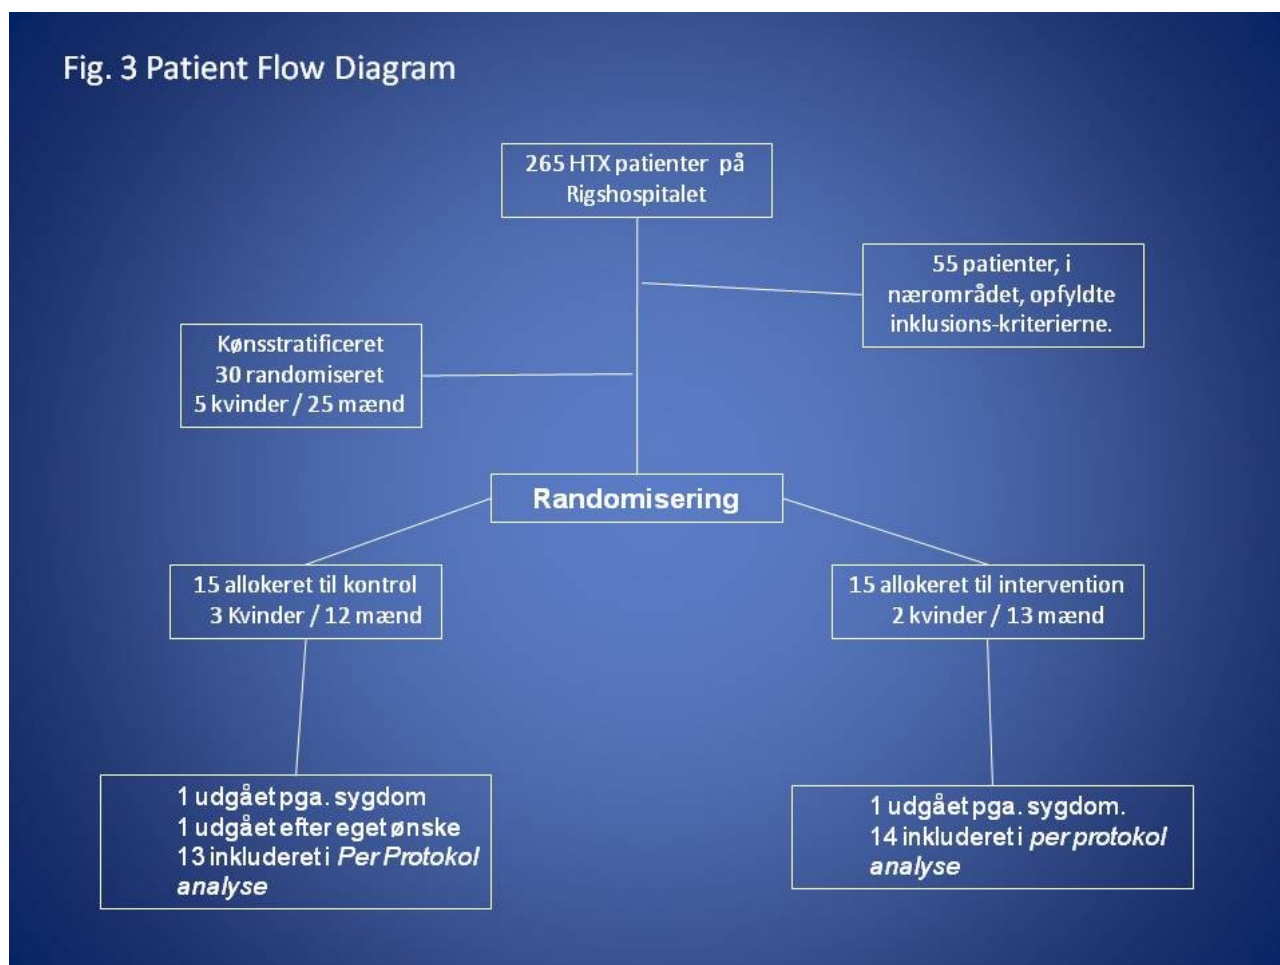 Fig. 3 Patient Flow Diagram
265 HTX patienter på
Rigshospitalet
55 patienter, i
nærområdet, opfyldte
inklusions-kriterierne.
Kønsstratificeret
30 randomiseret
5 kvinder / 25 mænd
Randomisering
15 allokeret til kontrol
3 Kvinder / 12 mænd
15 allokeret til intervention
2 kvinder / 13 mænd
1 udgået pga. sygdom
1 udgået efter eget ønske
13 inkluderet i Per Protokol
analyse
1 udgået pga. sygdom.
14 inkluderet i per protokol
analyse